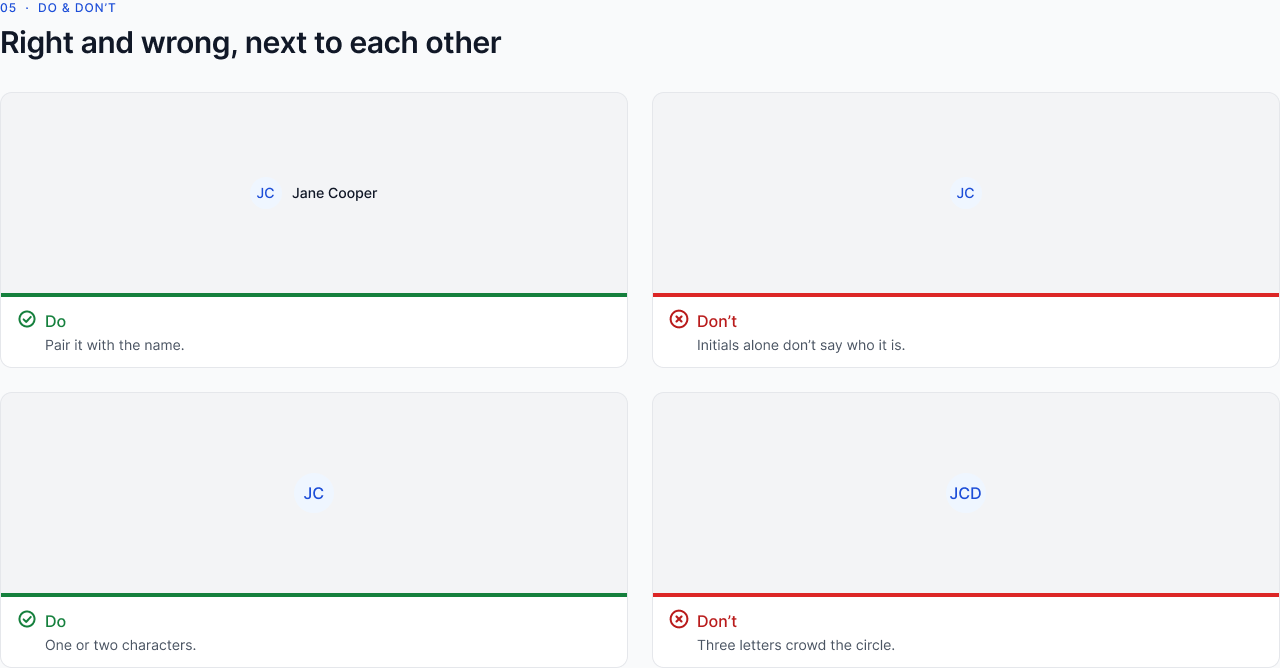 05 · DO & DON’T
Right and wrong, next to each other
JC Jane Cooper
Do
Pair it with the name.
JC
Don’t
Initials alone don’t say who it is.
JC
Do
One or two characters.
JCD
Don’t
Three letters crowd the circle.